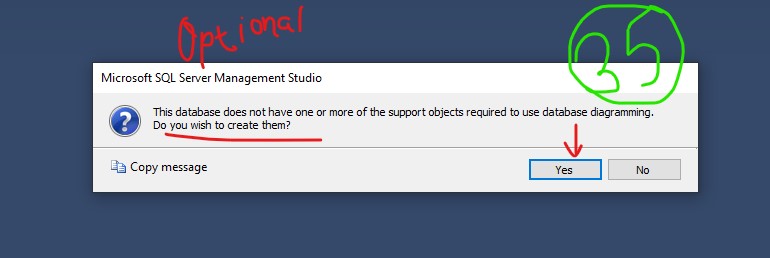 Optional
35
Microsoft SQL Server Management Studio
This database does not have one or more of the support objects required to use database diagramming.
Do you wish to create them?
Copy message
Yes
No